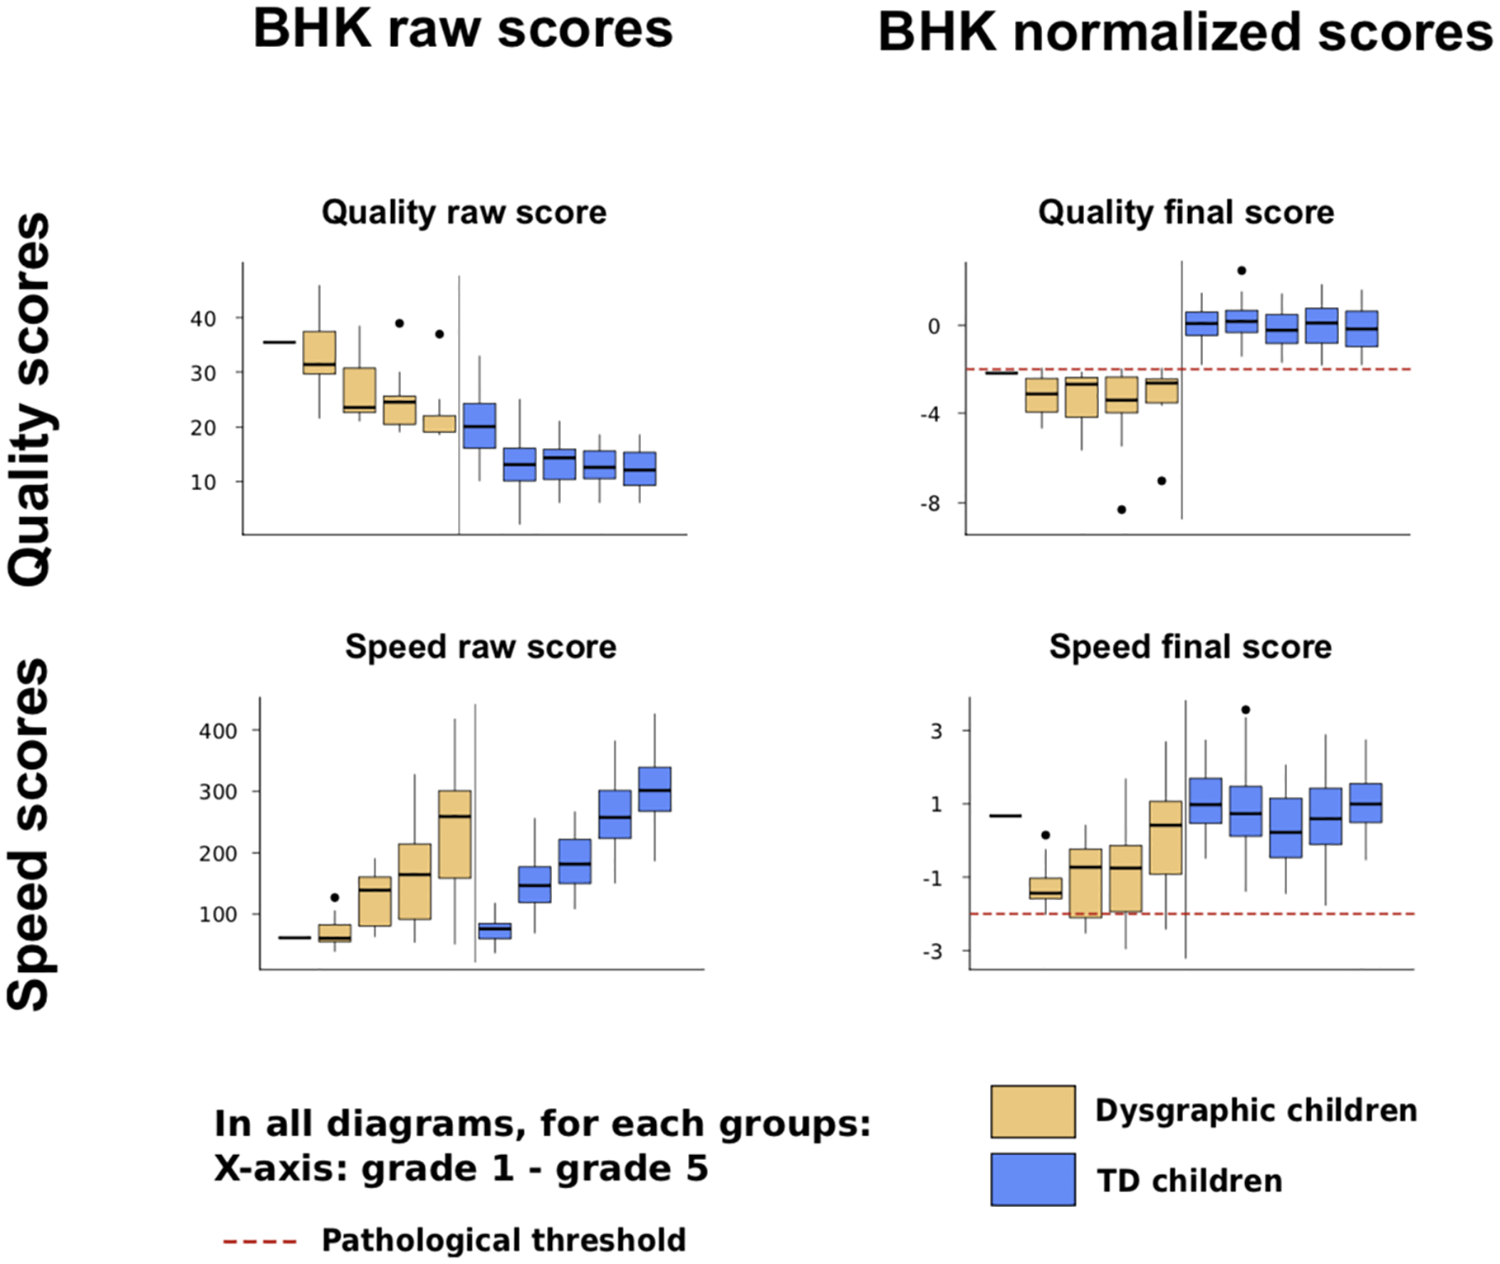 BHK raw scores
BHK normalized scores
Quality scores
Quality raw score
40
30
20
10
Quality final score
0
-4
-8
Speed scores
Speed raw score
400
300
200
100
Speed final score
3
1
-1
-3
In all diagrams, for each groups:
X-axis: grade 1 - grade 5
Pathological threshold
Dysgraphic children
TD children